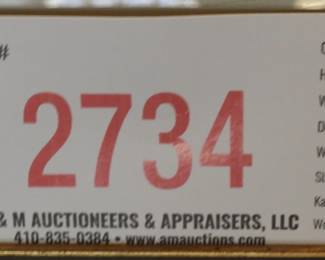 #
2734
& M AUCTIONEERS & APPRAISERS, LLC
410-835-0384 • www.amauctions.com